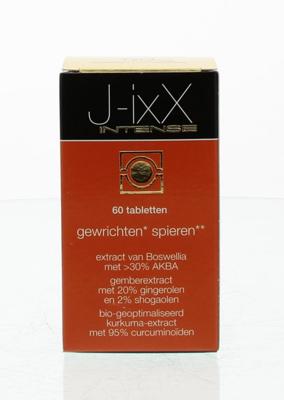 J-ixX
INTENSE
60 tabletten
gewrichten* spieren**
extract van Boswellia
met >30% AKBA
gemberextract
met 20% gingerolen
en 2% shogaolen
bio-geoptimaliseerd
kurkuma-extract
met 95% curcuminoïden